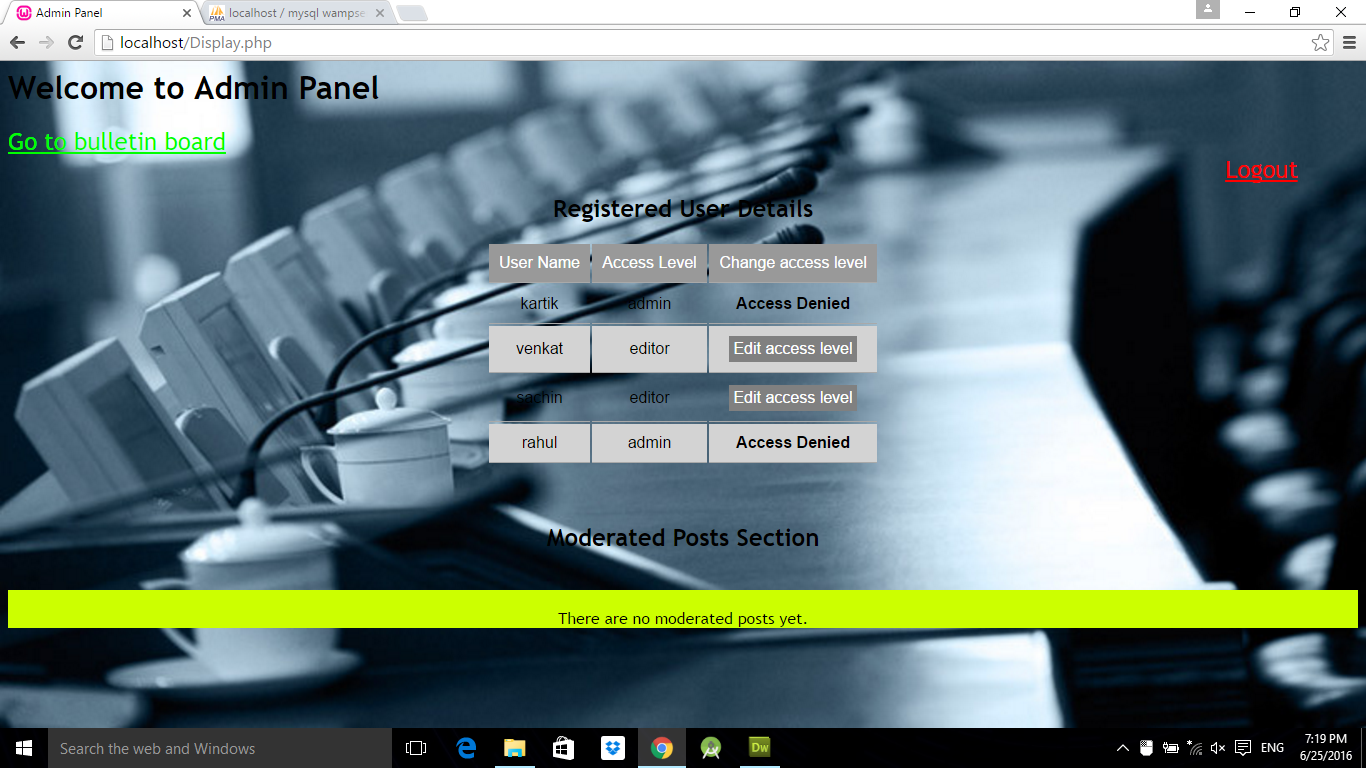 Admin Panel
localhost / mysql wampse
localhost/Display.php
Welcome to Admin Panel
Go to bulletin board
Logout
Registered User Details
User Name Access Level Change access level
kartik admin Access Denied
venkat editor Edit access level
sachin editor Edit access level
rahul admin Access Denied
Moderated Posts Section
There are no moderated posts yet.
Search the web and Windows
Dw
ENG
7:19 PM
6/25/2016